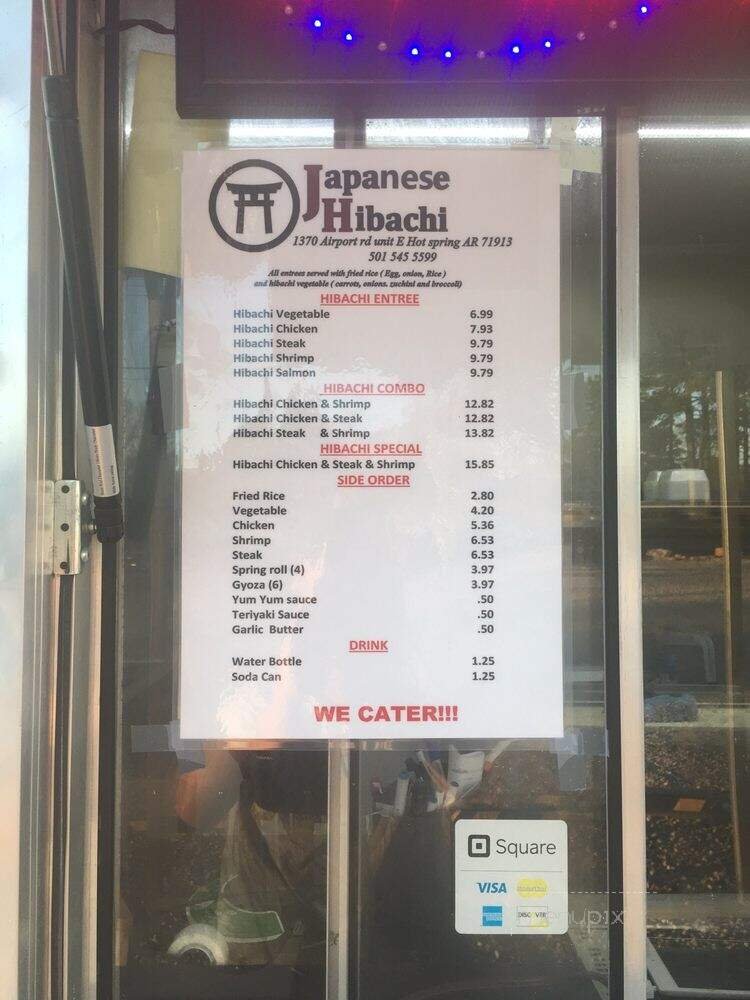 Japanese
Hibachi
1370 Airport rd unit E Hot spring AR 71913
501 545 5599
All entrees served with fried rice ( Egg, onion, Rice )
and hibachi vegetable ( carrots, onions. zuchini and broccoli)
HIBACHI ENTREE
Hibachi Vegetable 6.99
Hibachi Chicken 7.93
Hibachi Steak 9.79
Hibachi Shrimp 9.79
Hibachi Salmon 9.79
HIBACHI COMBO
Hibachi Chicken & Shrimp 12.82
Hibachi Chicken & Steak 12.82
Hibachi Steak & Shrimp 13.82
HIBACHI SPECIAL
Hibachi Chicken & Steak & Shrimp 15.85
SIDE ORDER
Fried Rice 2.80
Vegetable 4.20
Chicken 5.36
Shrimp 6.53
Steak 6.53
Spring roll (4) 3.97
Gyoza (6) 3.97
Yum Yum sauce .50
Teriyaki Sauce .50
Garlic Butter .50
DRINK
Water Bottle 1.25
Soda Can 1.25
WE CATER!!!
Square
VISA
DISCOVER